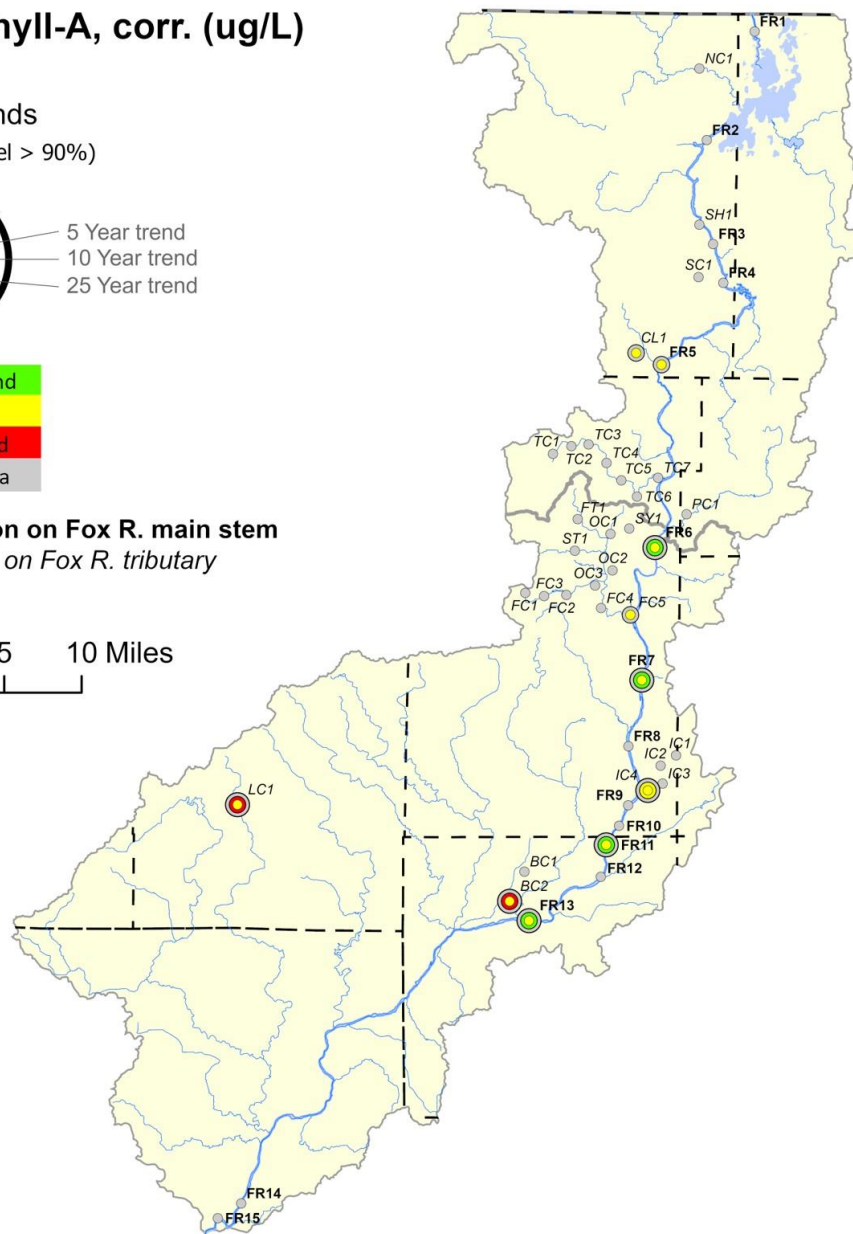 nyll-A, corr. (ug/L)
nds
el > 90%)
5 Year trend
10 Year trend
25 Year trend
nd
d
a
on on Fox R. main stem
on Fox R. tributary
5 10 Miles
FR1
NC1
FR2
SH1
FR3
SC1
FR4
CL1
FR5
TC1
TC3
TC2
TC4
TC5
TC7
TC6
PC1
FT1
OC1
SY1
ST1
FR6
OC2
OC3
FC3
FC1
FC2
FC4
FC5
FR7
FR8
IC1
IC2
IC4
IC3
LC1
FR9
FR10
FR11
BC1
FR12
BC2
FR13
FR14
FR15